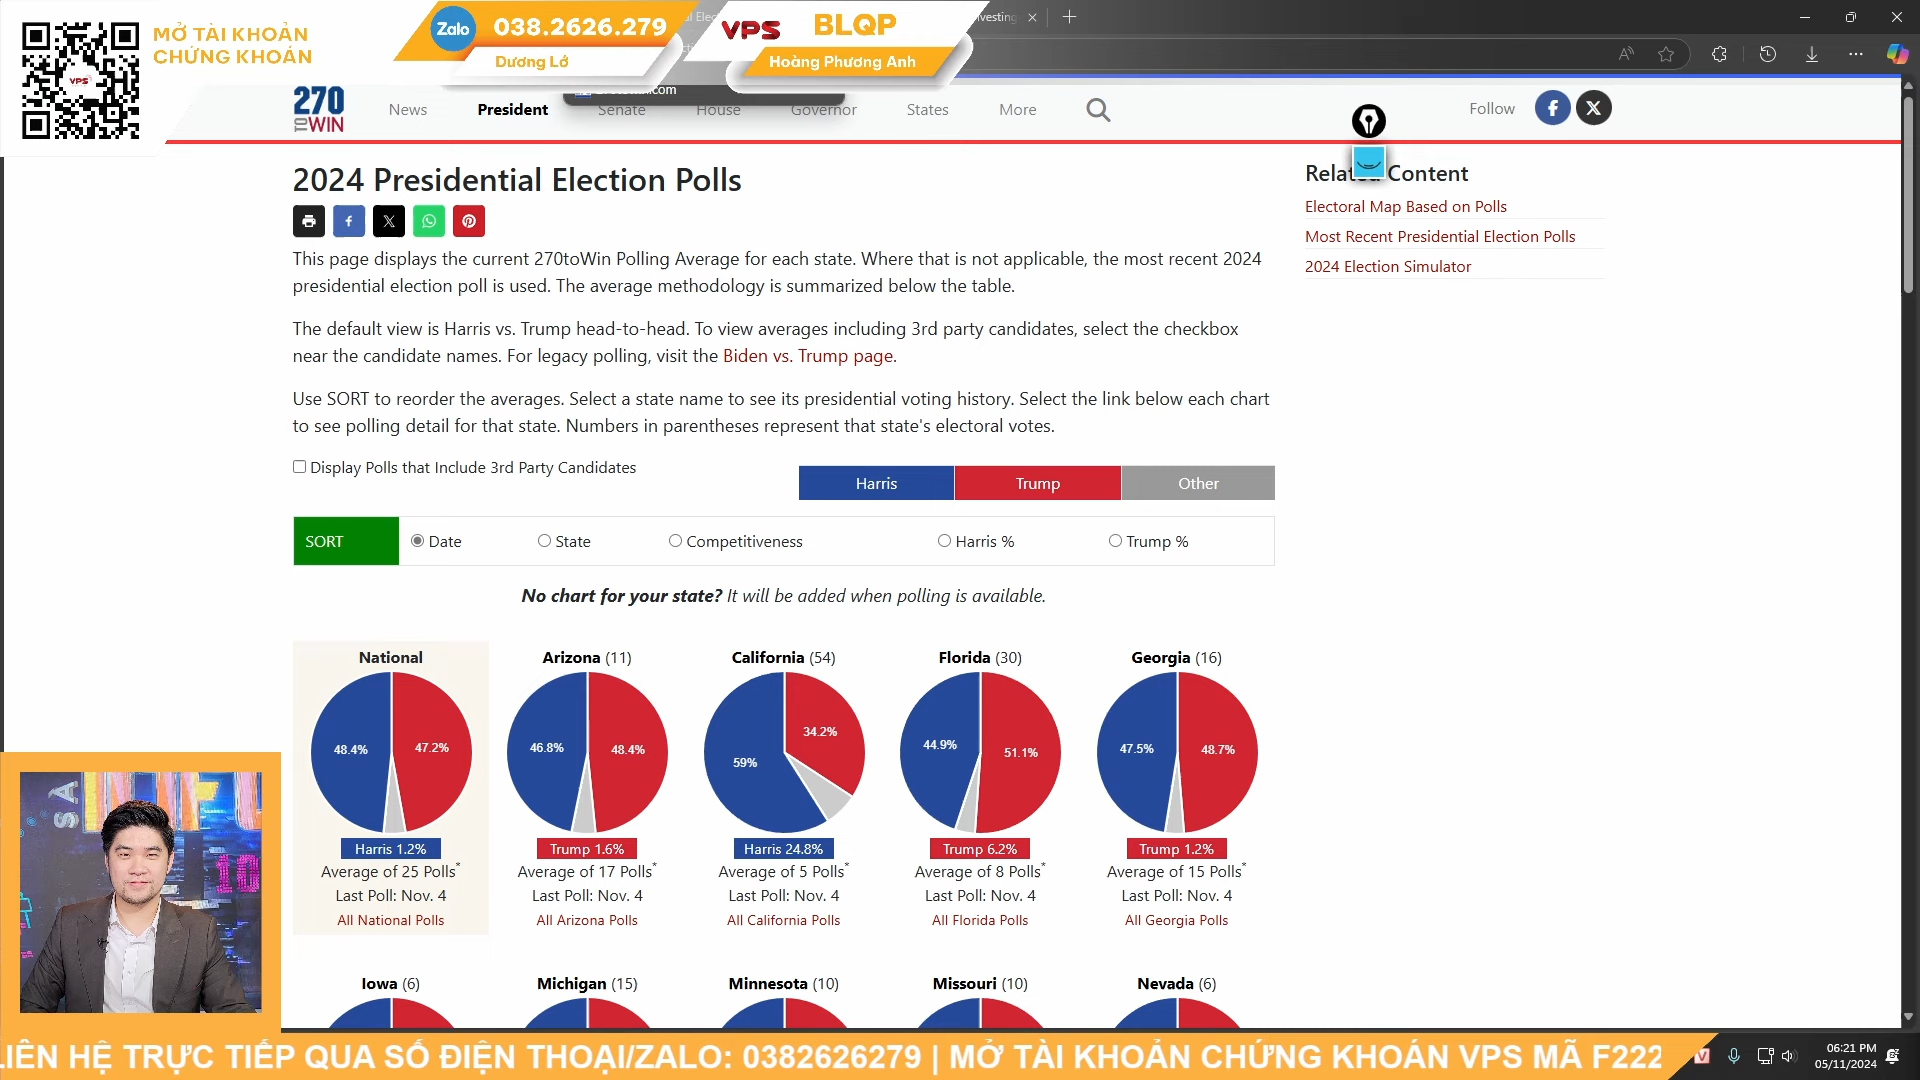 MỞ TÀI KHOẢN
CHỨNG KHOÁN
VPS
Zalo
038.2626.279
Dương Lớ
VPS
BLQP
Hoàng Phương Anh
270
TO WIN
News
President
Senate
House
Governor
States
More
Follow
2024 Presidential Election Polls
This page displays the current 270toWin Polling Average for each state. Where that is not applicable, the most recent 2024
presidential election poll is used. The average methodology is summarized below the table.
The default view is Harris vs. Trump head-to-head. To view averages including 3rd party candidates, select the checkbox
near the candidate names. For legacy polling, visit the Biden vs. Trump page.
Use SORT to reorder the averages. Select a state name to see its presidential voting history. Select the link below each chart
to see polling detail for that state. Numbers in parentheses represent that state's electoral votes.
Display Polls that Include 3rd Party Candidates
Harris
Trump
Other
SORT
Date
State
Competitiveness
Harris %
Trump %
No chart for your state? It will be added when polling is available.
Related Content
Electoral Map Based on Polls
Most Recent Presidential Election Polls
2024 Election Simulator
National
48.4%
47.2%
Harris 1.2%
Average of 25 Polls*
Last Poll: Nov. 4
All National Polls
Arizona (11)
46.8%
48.4%
Trump 1.6%
Average of 17 Polls*
Last Poll: Nov. 4
All Arizona Polls
California (54)
34.2%
59%
Harris 24.8%
Average of 5 Polls*
Last Poll: Nov. 4
All California Polls
Florida (30)
44.9%
51.1%
Trump 6.2%
Average of 8 Polls*
Last Poll: Nov. 4
All Florida Polls
Georgia (16)
47.5%
48.7%
Trump 1.2%
Average of 15 Polls*
Last Poll: Nov. 4
All Georgia Polls
Iowa (6)
Michigan (15)
Minnesota (10)
Missouri (10)
Nevada (6)
LIÊN HỆ TRỰC TIẾP QUA SỐ ĐIỆN THOẠI/ZALO: 0382626279 | MỞ TÀI KHOẢN CHỨNG KHOÁN VPS MÃ F222
06:21 PM
05/11/2024